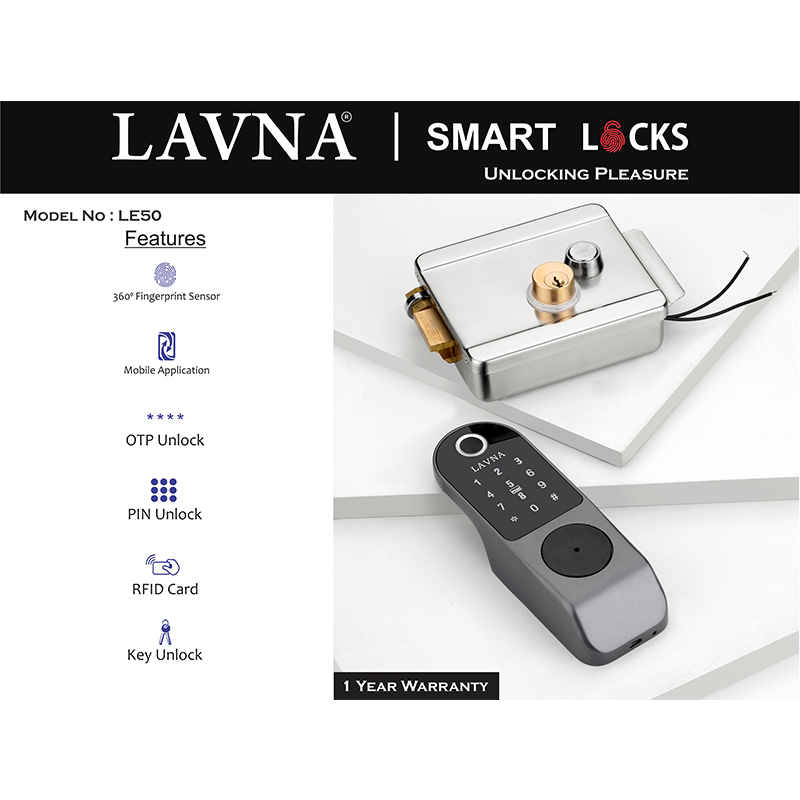 LAVNA® | SMART LOCKS
UNLOCKING PLEASURE
MODEL NO : LE50
Features
360° Fingerprint Sensor
Mobile Application
****
OTP Unlock
PIN Unlock
RFID Card
Key Unlock
LAVNA
1 2 3
4 5 6
7 8 9
* 0 #
1 YEAR WARRANTY